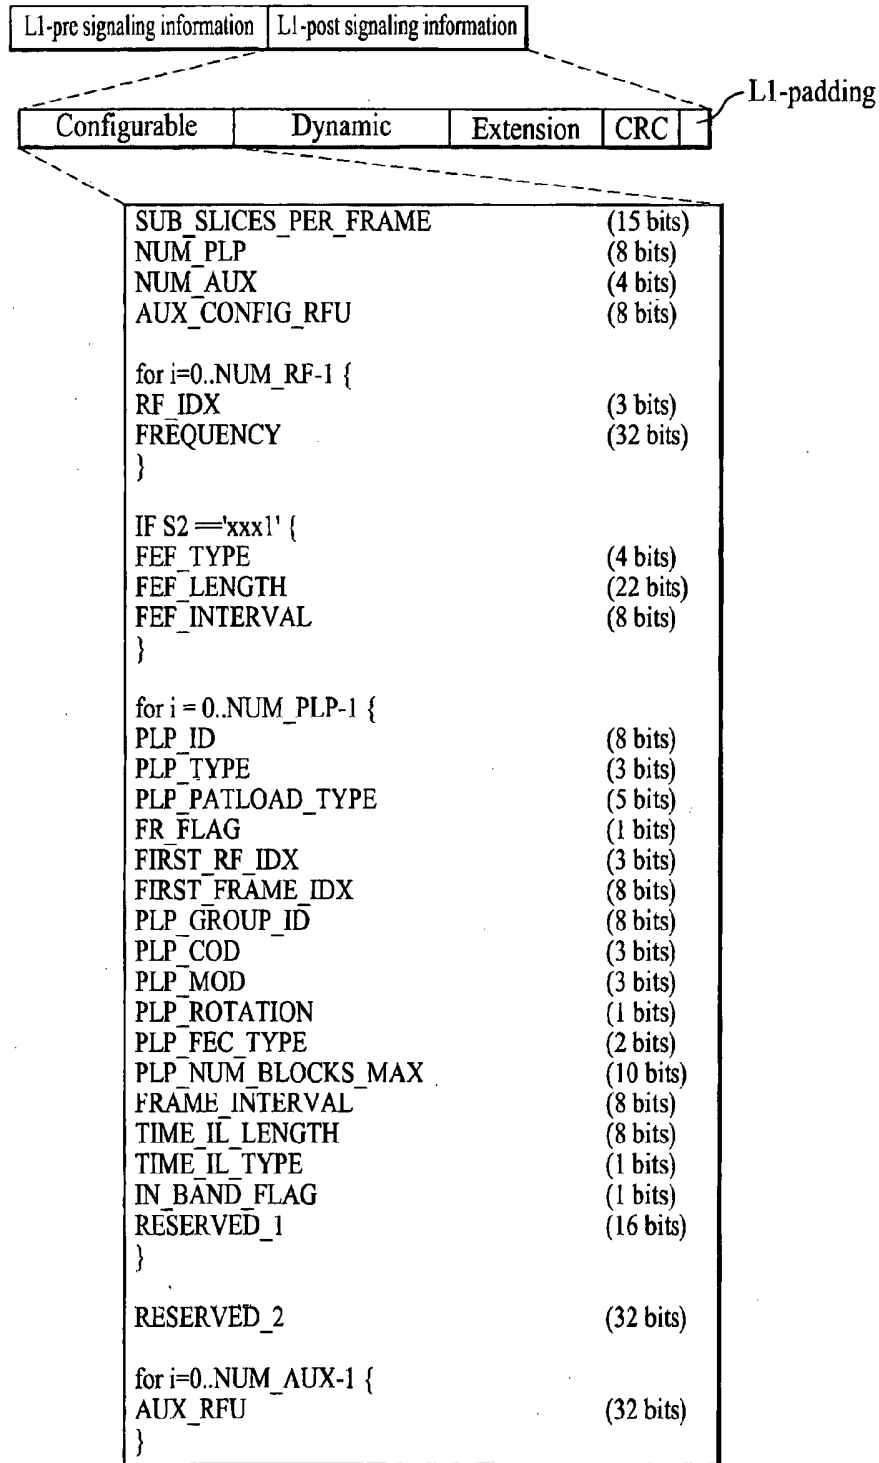 L1-pre signaling information L1-post signaling information
L1-padding
Configurable Dynamic Extension CRC
SUB_SLICES_PER_FRAME (15 bits)
NUM_PLP (8 bits)
NUM_AUX (4 bits)
AUX_CONFIG_RFU (8 bits)
for i=0..NUM_RF-1 {
RF_IDX (3 bits)
FREQUENCY (32 bits)
}
IF S2 =='xxx1' {
FEF_TYPE (4 bits)
FEF_LENGTH (22 bits)
FEF_INTERVAL (8 bits)
}
for i = 0..NUM_PLP-1 {
PLP_ID (8 bits)
PLP_TYPE (3 bits)
PLP_PATLOAD_TYPE (5 bits)
FR_FLAG (1 bits)
FIRST_RF_IDX (3 bits)
FIRST_FRAME_IDX (8 bits)
PLP_GROUP_ID (8 bits)
PLP_COD (3 bits)
PLP_MOD (3 bits)
PLP_ROTATION (1 bits)
PLP_FEC_TYPE (2 bits)
PLP_NUM_BLOCKS_MAX (10 bits)
FRAME_INTERVAL (8 bits)
TIME_IL_LENGTH (8 bits)
TIME_IL_TYPE (1 bits)
IN_BAND_FLAG (1 bits)
RESERVED_1 (16 bits)
}
RESERVED_2 (32 bits)
for i=0..NUM_AUX-1 {
AUX_RFU (32 bits)
}